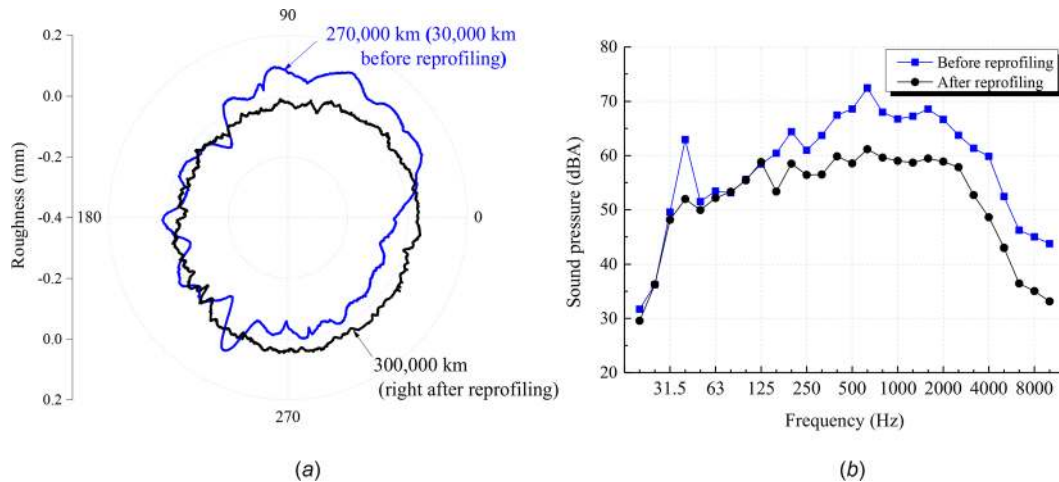 90
0.2
0.0
-0.2
-0.4
-0.2
0.0
0.2
Roughness (mm)
270,000 km (30,000 km
before reprofiling)
180
0
300,000 km
(right after reprofiling)
270
(a)
80
70
60
50
40
30
20
Sound pressure (dBA)
Before reprofiling
After reprofiling
31.5 63 125 250 500 1000 2000 4000 8000
Frequency (Hz)
(b)